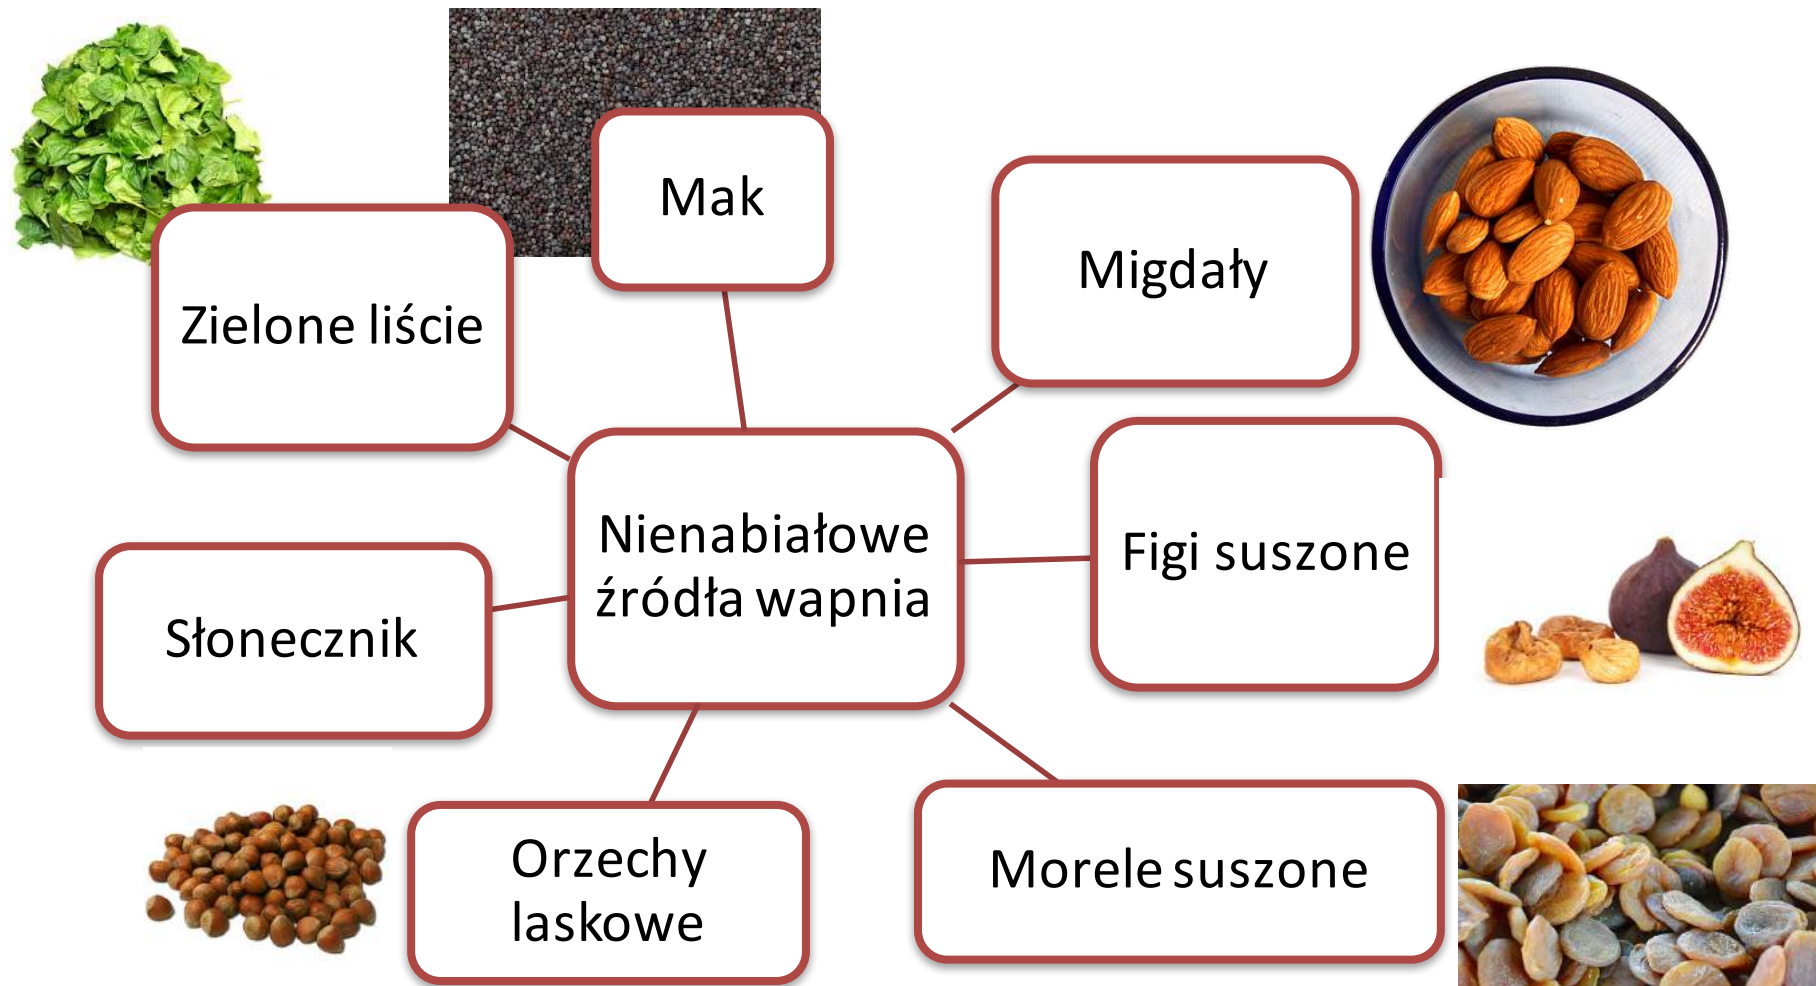 Mak
Migdały
Zielone liście
Nienabiałowe
źródła wapnia
Figi suszone
Słonecznik
Orzechy
laskowe
Morele suszone